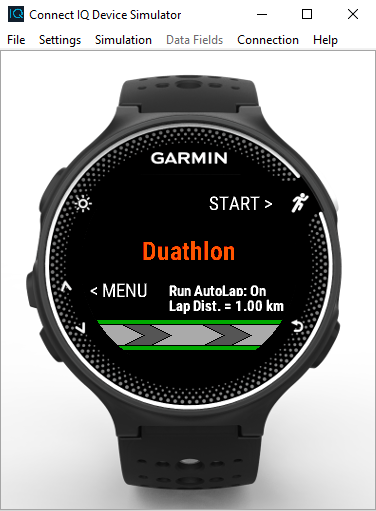 IQ Connect IQ Device Simulator
File Settings Simulation Data Fields Connection Help
GARMIN
START >
Duathlon
< MENU
Run AutoLap: On
Lap Dist. = 1.00 km